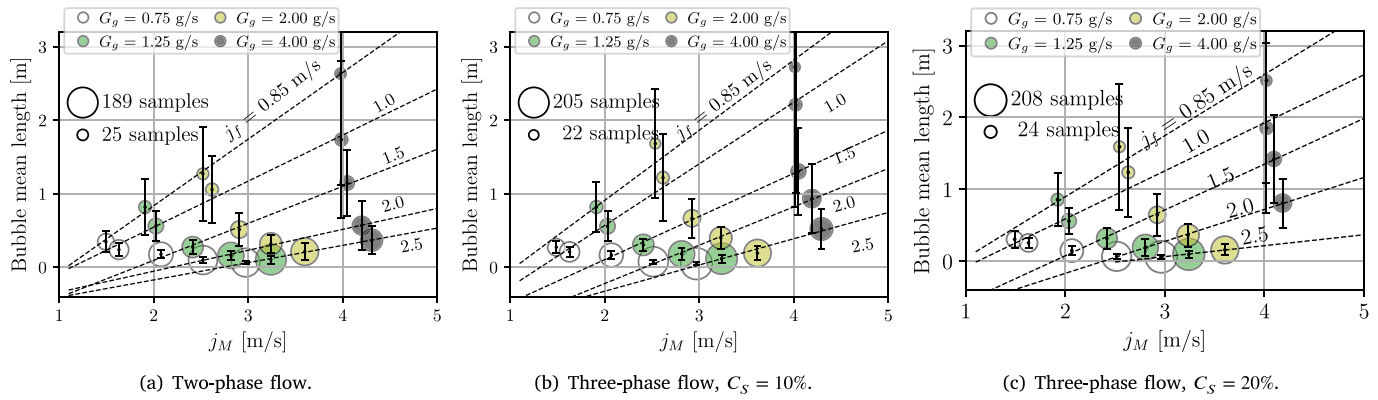 G_g = 0.75 g/s
G_g = 2.00 g/s
G_g = 1.25 g/s
G_g = 4.00 g/s
Bubble mean length [m]
3
2
1
0
189 samples
25 samples
j_f = 0.85 m/s
1.0
1.5
2.0
2.5
1
2
3
4
5
j_M [m/s]
(a) Two-phase flow.
G_g = 0.75 g/s
G_g = 2.00 g/s
G_g = 1.25 g/s
G_g = 4.00 g/s
Bubble mean length [m]
3
2
1
0
205 samples
22 samples
j_f = 0.85 m/s
1.0
1.5
2.0
2.5
1
2
3
4
5
j_M [m/s]
(b) Three-phase flow, C_S = 10%.
G_g = 0.75 g/s
G_g = 2.00 g/s
G_g = 1.25 g/s
G_g = 4.00 g/s
Bubble mean length [m]
3
2
1
0
208 samples
24 samples
j_f = 0.85 m/s
1.0
1.5
2.0
2.5
1
2
3
4
5
j_M [m/s]
(c) Three-phase flow, C_S = 20%.